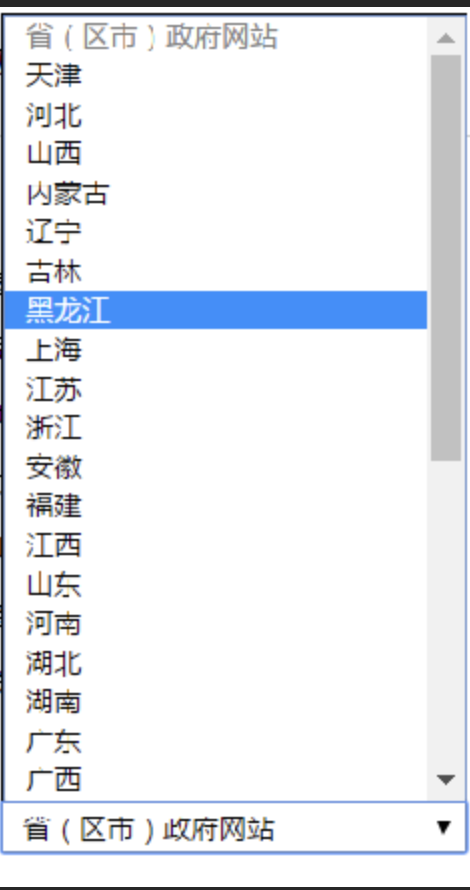 省（区市）政府网站
天津
河北
山西
内蒙古
辽宁
吉林
黑龙江
上海
江苏
浙江
安徽
福建
江西
山东
河南
湖北
湖南
广东
广西
省（区市）政府网站